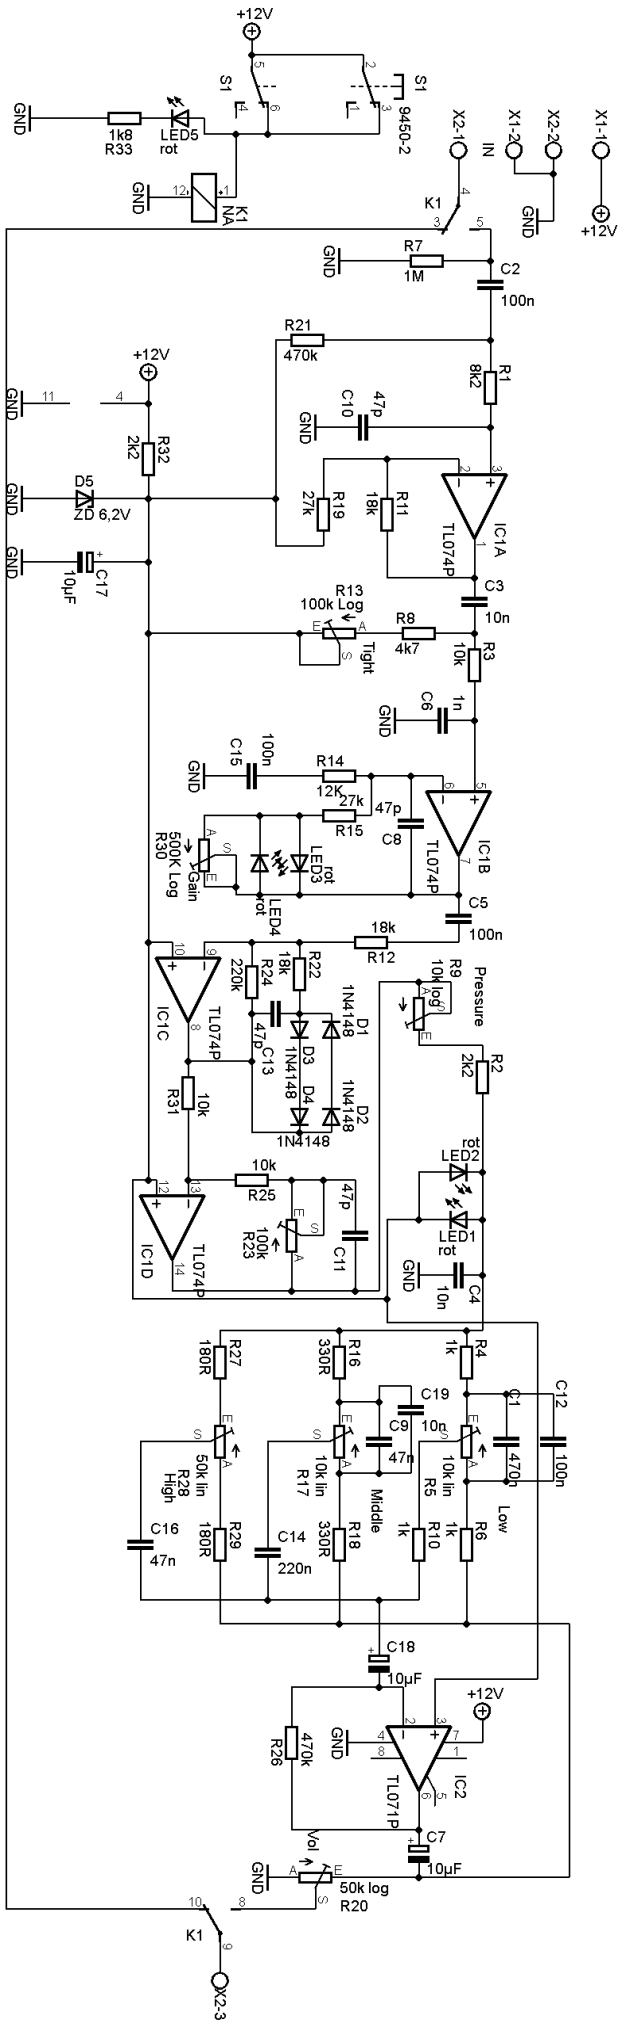 +12V
5
2
S1
S1
4
6
1
3
9450-2
GND
1k8
R33
LED5
rot
GND
12
1
K1
NA
X2-1
IN
X1-2
X2-2
X1-1
GND
+12V
4
K1
3
5
R7
1M
GND
C2
100n
R21
470k
+12V
GND
11
4
R32
2k2
R1
8k2
C10
47p
GND
GND
D5
ZD 6,2V
R19
27k
R11
18k
2
3
−
+
IC1A
TL074P
1
GND
+
C17
10µF
C3
10n
R13
100k Log
E
A
S
Tight
R8
4k7
R3
10k
C6
1n
GND
C15
100n
GND
R14
12K
27k
R15
47p
C8
6
5
−
+
IC1B
TL074P
7
A
S
E
Gain
500K Log
R30
rot
LED3
LED4
rot
C5
100n
18k
R12
10
9
+
−
IC1C
TL074P
8
R24
220k
R22
18k
47p
C13
D1
1N4148
D3
1N4148
D4
1N4148
D2
1N4148
R9
10k log
A
S
E
Pressure
R2
2k2
R31
10k
12
13
+
−
IC1D
TL074P
14
10k
R25
E
S
A
100k
R23
47p
C11
rot
LED2
LED1
rot
GND
C4
10n
R27
180R
R16
330R
R4
1k
E
S
A
50k lin
R28
High
E
S
A
10k lin
R17
C19
10n
C9
47n
Middle
E
S
A
10k lin
R5
C1
470n
C12
100n
Low
R29
180R
R18
330R
R10
1k
R6
1k
C16
47n
C14
220n
+
C18
10µF
+12V
2
3
−
+
4
8
7
1
GND
IC2
5
6
TL071P
470k
R26
+
C7
10µF
GND
Vol
A
E
S
50k log
R20
10
8
K1
9
X2-3